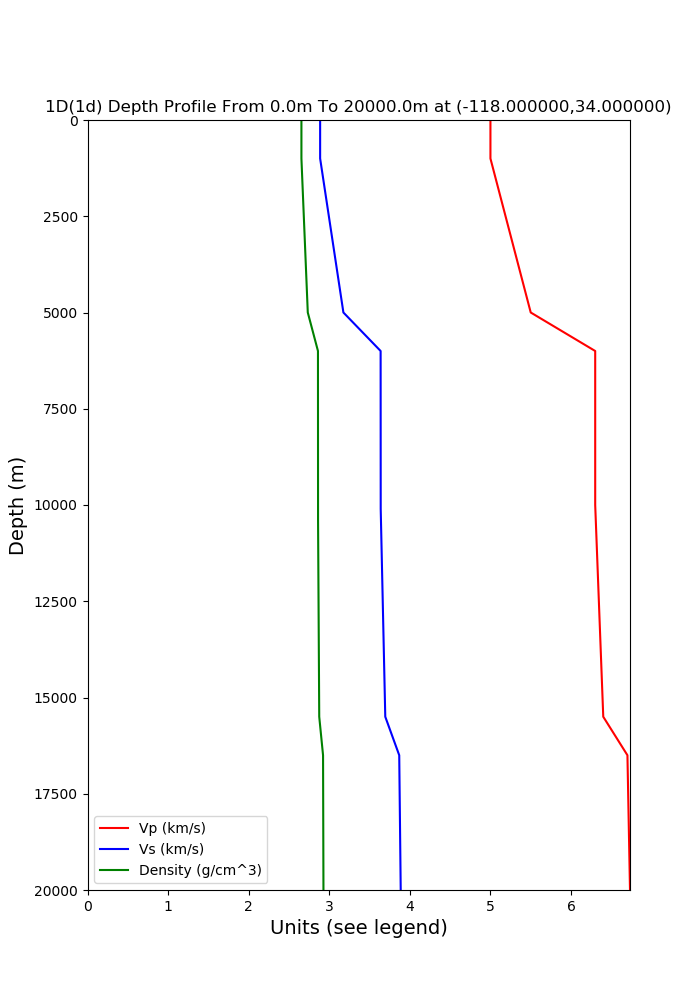 1D(1d) Depth Profile From 0.0m To 20000.0m at (-118.000000,34.000000)
0
2500
5000
7500
10000
12500
15000
17500
20000
Depth (m)
Vp (km/s)
Vs (km/s)
Density (g/cm^3)
0 1 2 3 4 5 6
Units (see legend)